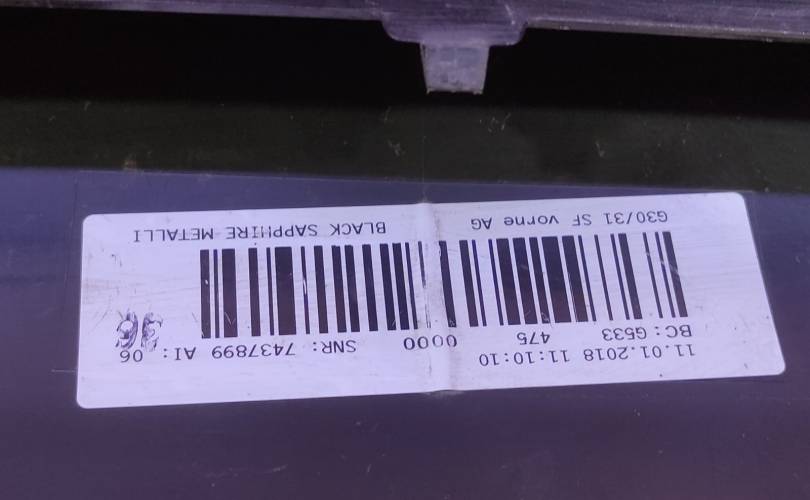 11.01.2018 11:10:10
BC: G533 475 0000 SNR: 7437899 AI: 06
G30/31 SF vorne AG BLACK SAPPHIRE METALLI